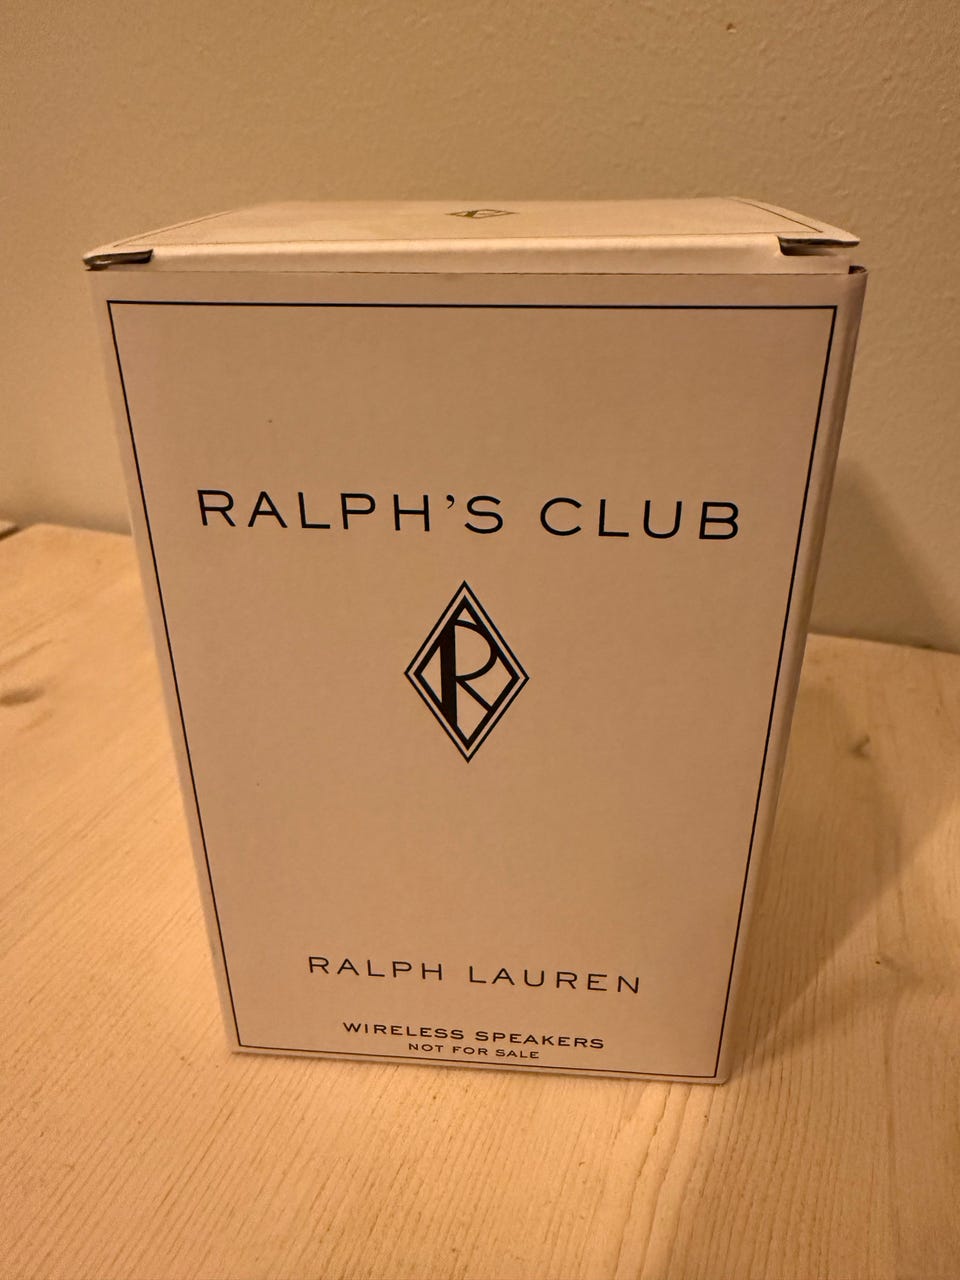 RALPH'S CLUB
R
RALPH LAUREN
WIRELESS SPEAKERS
NOT FOR SALE